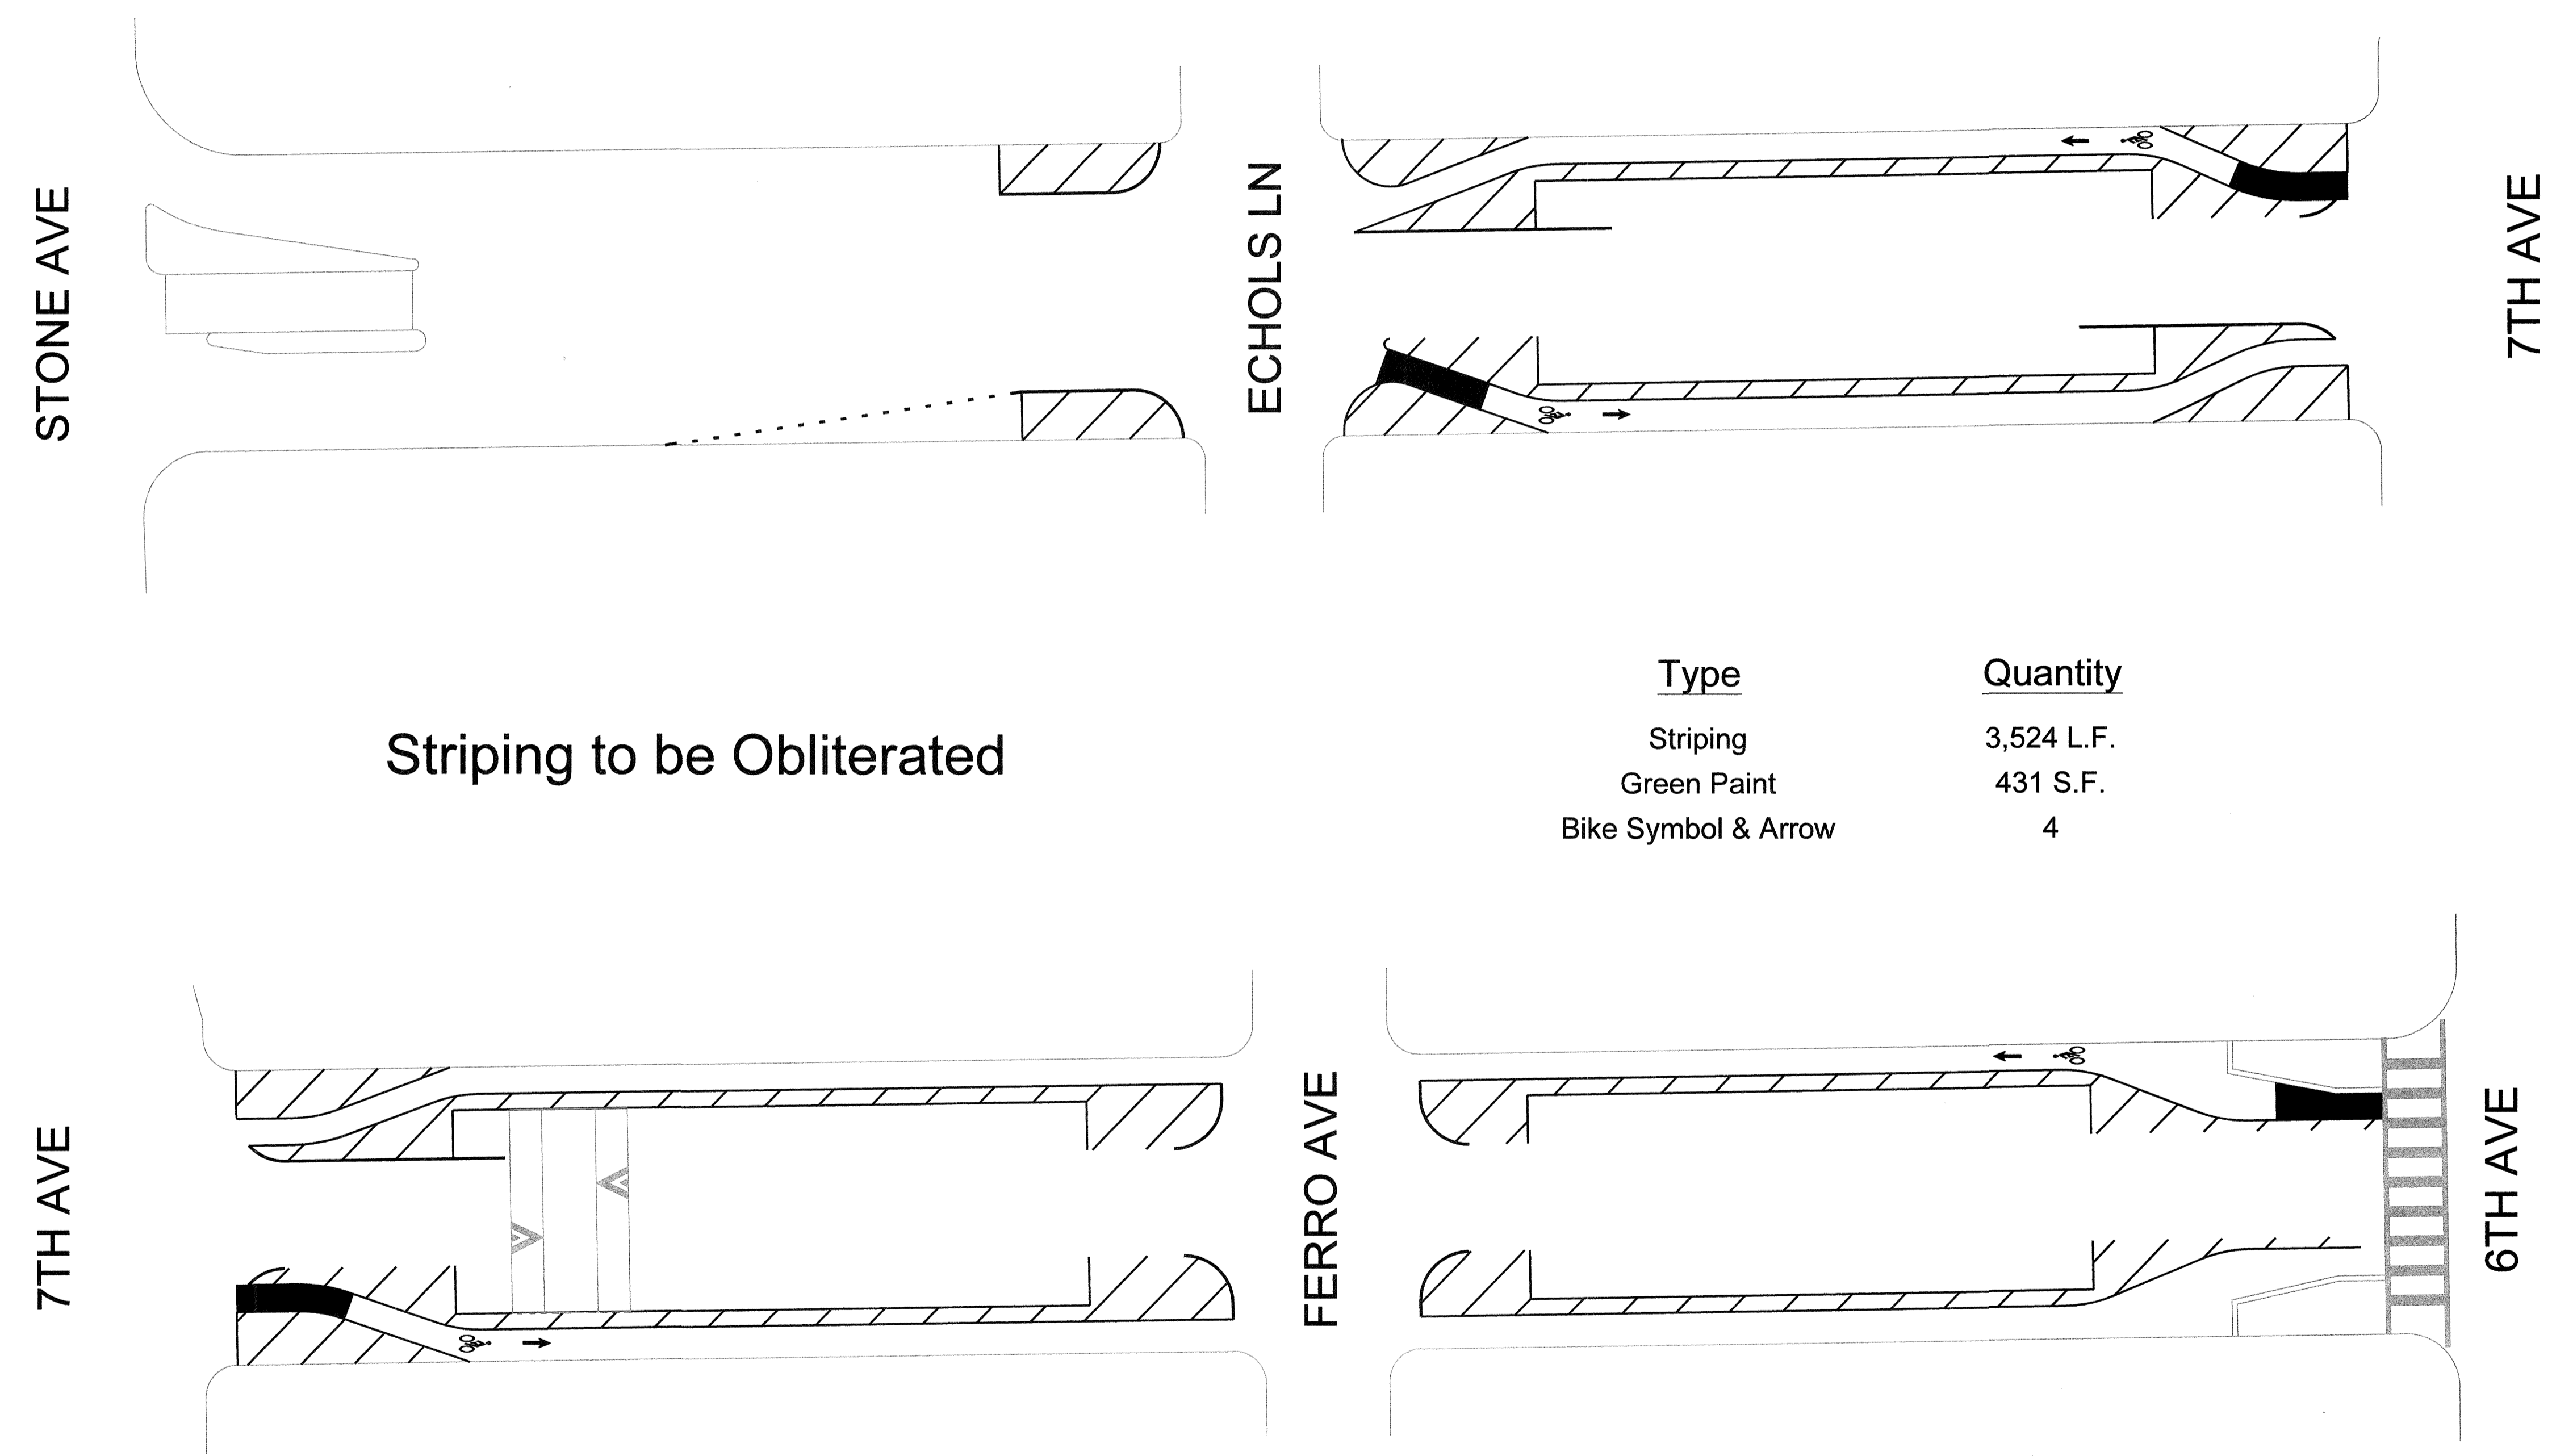 STONE AVE
ECHOLS LN
7TH AVE
Striping to be Obliterated
Type Quantity
Striping 3,524 L.F.
Green Paint 431 S.F.
Bike Symbol & Arrow 4
7TH AVE
FERRO AVE
6TH AVE